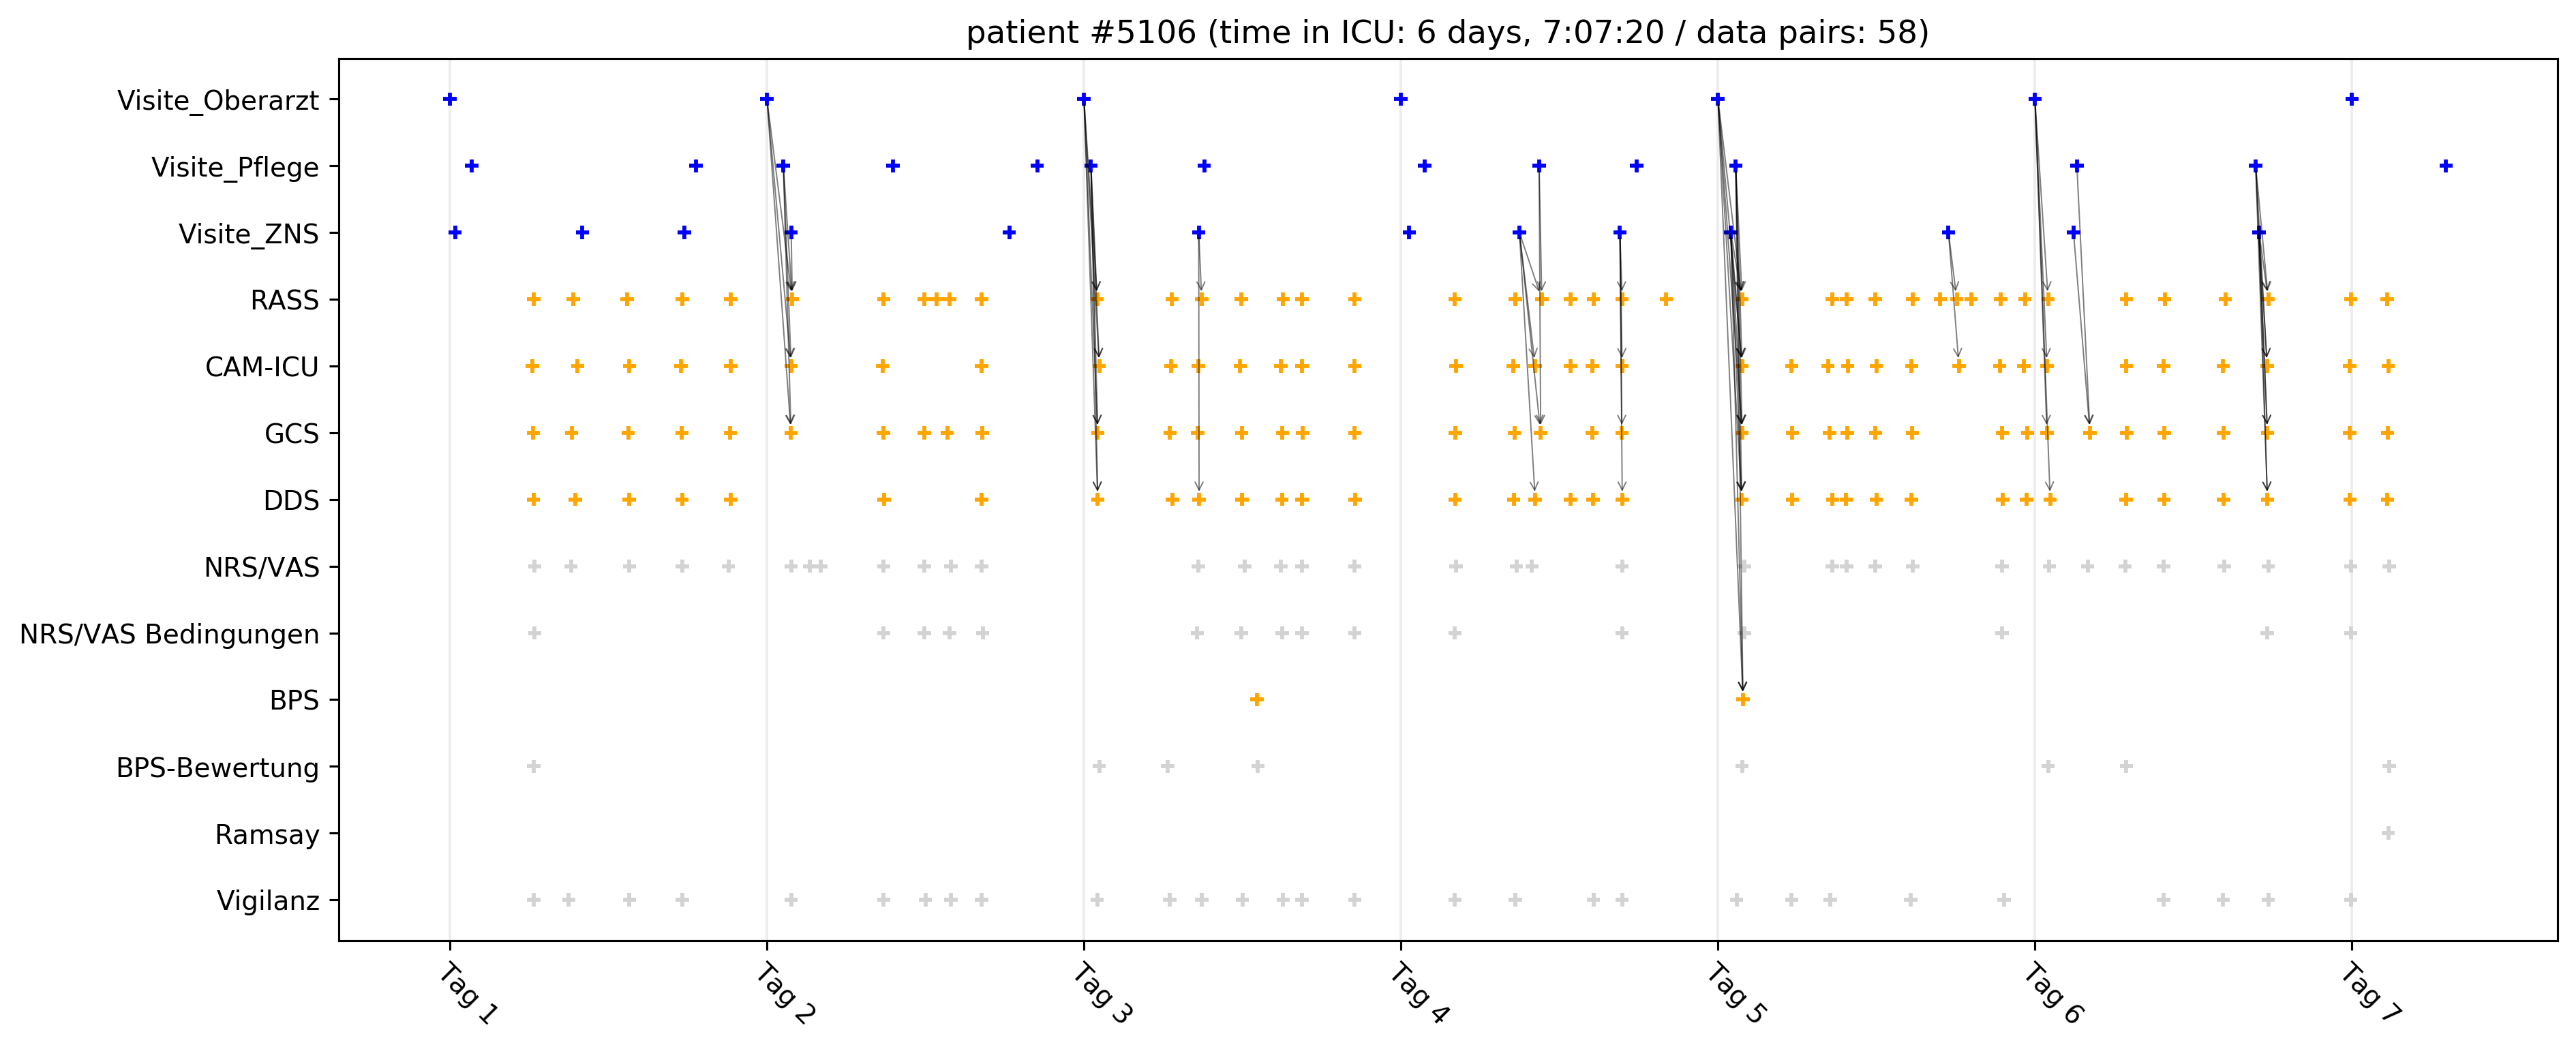 patient #5106 (time in ICU: 6 days, 7:07:20 / data pairs: 58)
Visite_Oberarzt
Visite_Pflege
Visite_ZNS
RASS
CAM-ICU
GCS
DDS
NRS/VAS
NRS/VAS Bedingungen
BPS
BPS-Bewertung
Ramsay
Vigilanz
Tag 1
Tag 2
Tag 3
Tag 4
Tag 5
Tag 6
Tag 7